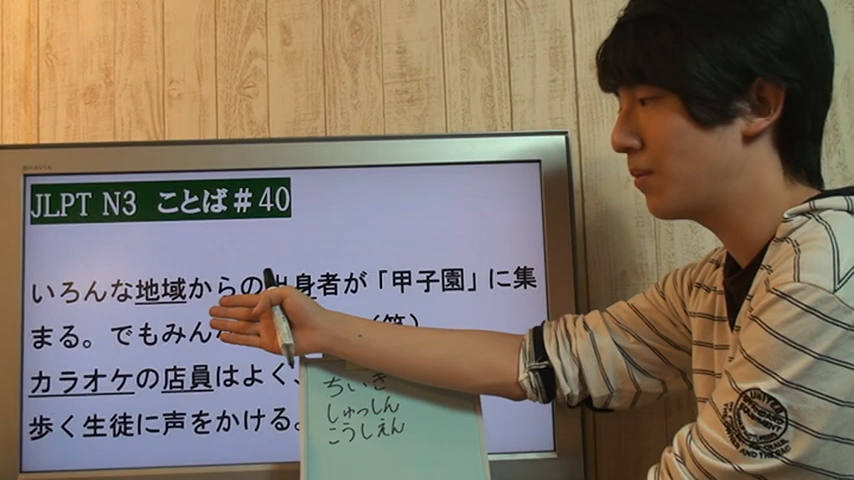 JLPT N3 ことば＃40
いろんな地域からの出身者が「甲子園」に集
まる。でもみんな
カラオケの店員はよく、
歩く生徒に声をかける。
ちいき
しゅっしん
こうしえん